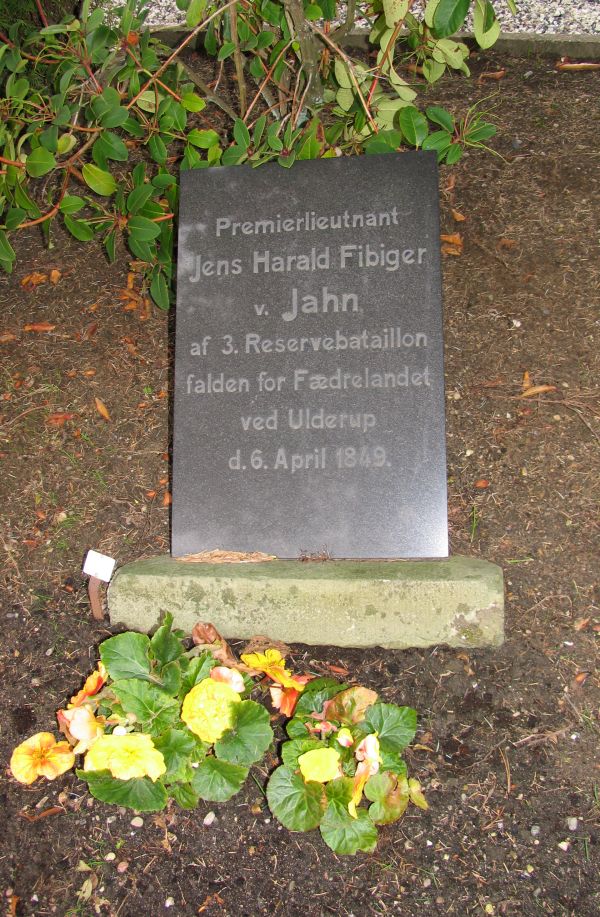 Premierlieutnant
Jens Harald Fibiger
v. Jahn
af 3. Reservebataillon
falden for Fædrelandet
ved Ulderup
d. 6. April 1849.